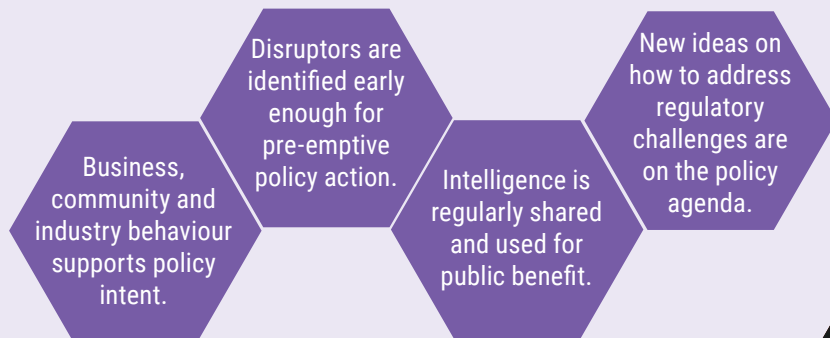 Business,
community and
industry behaviour
supports policy
intent.
Disruptors are
identified early
enough for
pre-emptive
policy action.
Intelligence is
regularly shared
and used for
public benefit.
New ideas on
how to address
regulatory
challenges are
on the policy
agenda.